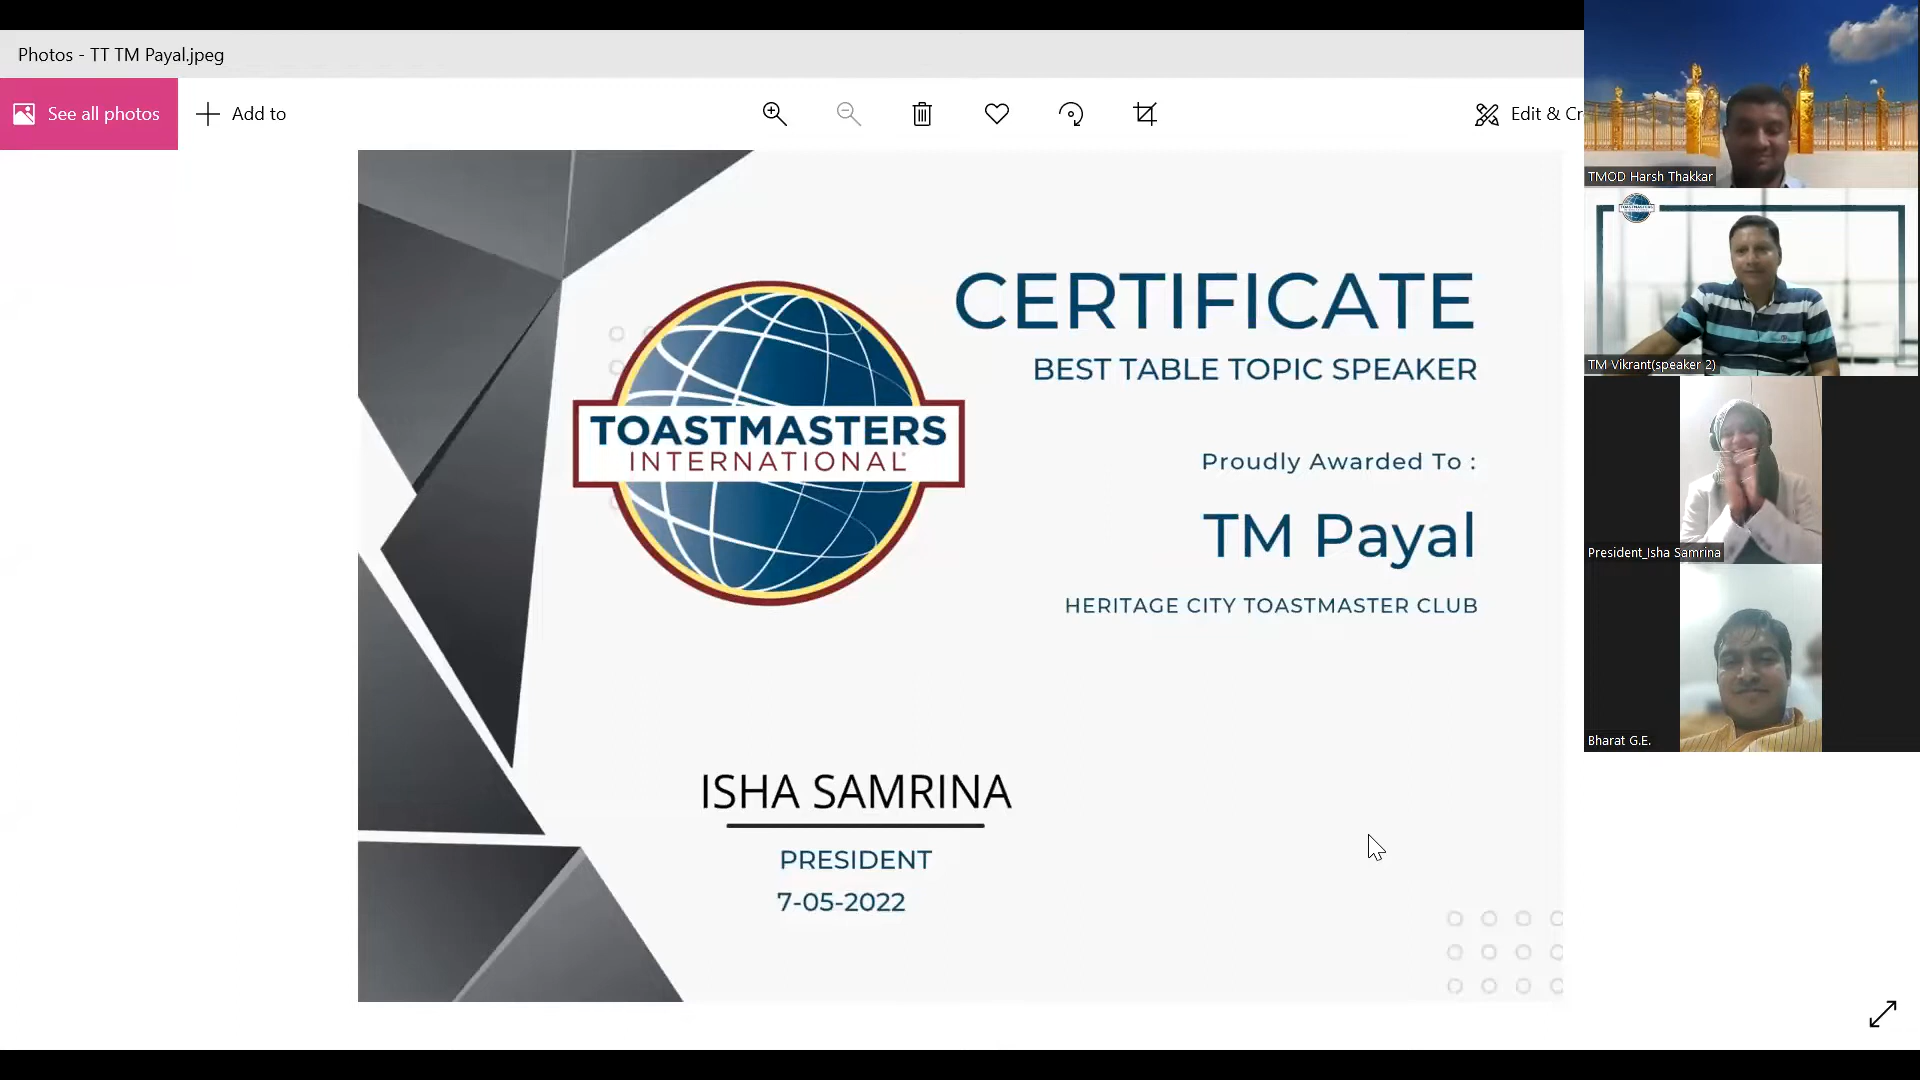 Photos - TT TM Payal.jpeg
See all photos
Add to
Edit & Cr
TOASTMASTERS
INTERNATIONAL
CERTIFICATE
BEST TABLE TOPIC SPEAKER
Proudly Awarded To :
TM Payal
HERITAGE CITY TOASTMASTER CLUB
ISHA SAMRINA
PRESIDENT
7-05-2022
TMOD Harsh Thakkar
TOASTMASTERS
TM Vikrant(speaker 2)
President_Isha Samrina
Bharat G.E.